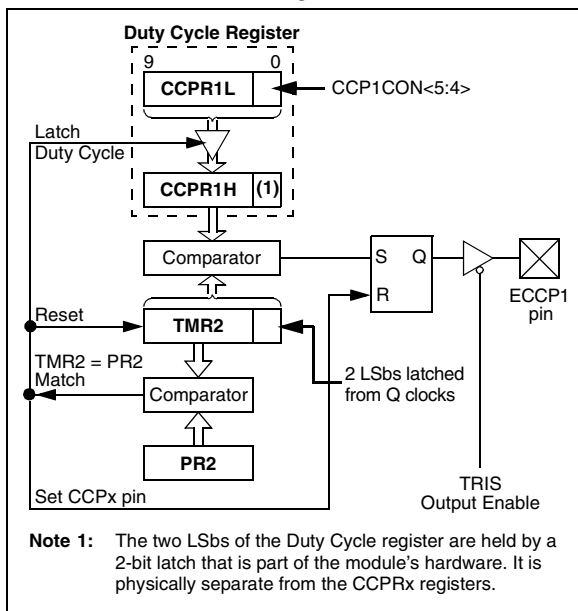 Duty Cycle Register
9 0
CCPR1L
CCP1CON<5:4>
Latch
Duty Cycle
CCPR1H (1)
Comparator
S Q
R
ECCP1
pin
Reset
TMR2
TMR2 = PR2
Match
2 LSbs latched
from Q clocks
Comparator
PR2
Set CCPx pin
TRIS
Output Enable
Note 1: The two LSbs of the Duty Cycle register are held by a
2-bit latch that is part of the module’s hardware. It is
physically separate from the CCPRx registers.